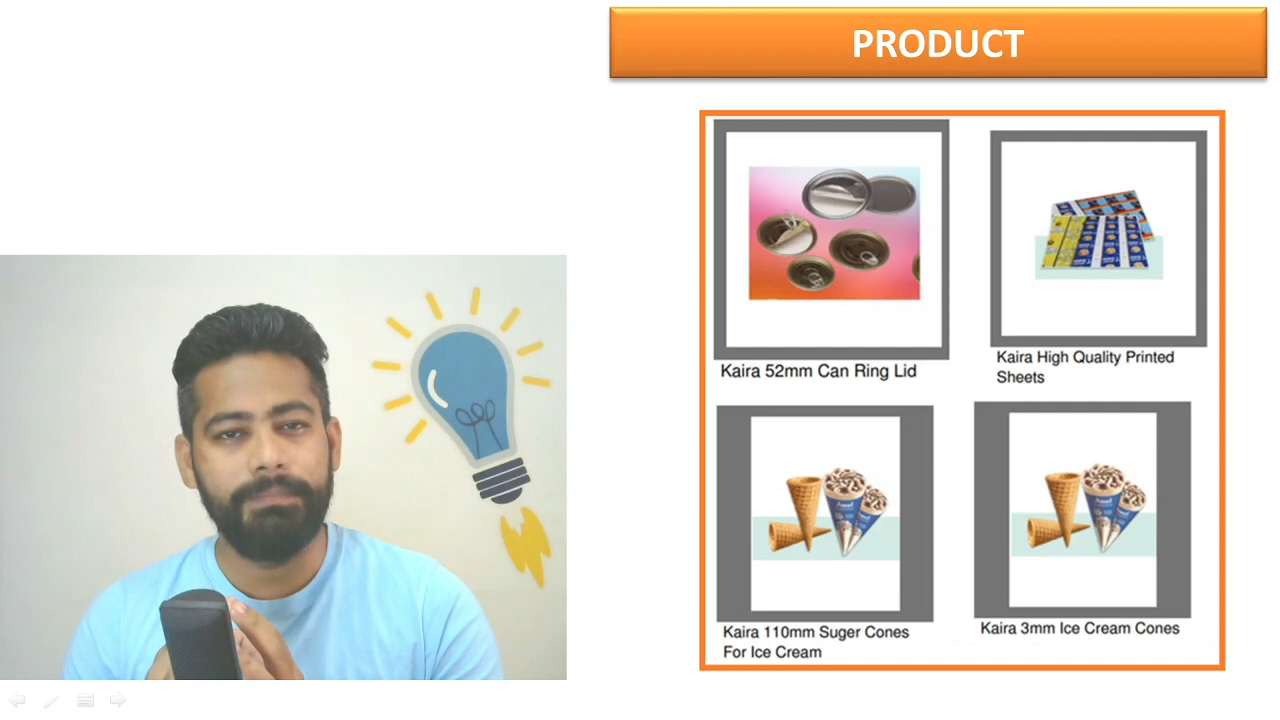 PRODUCT
Kaira 52mm Can Ring Lid
Kaira High Quality Printed
Sheets
Kaira 110mm Suger Cones
For Ice Cream
Kaira 3mm Ice Cream Cones